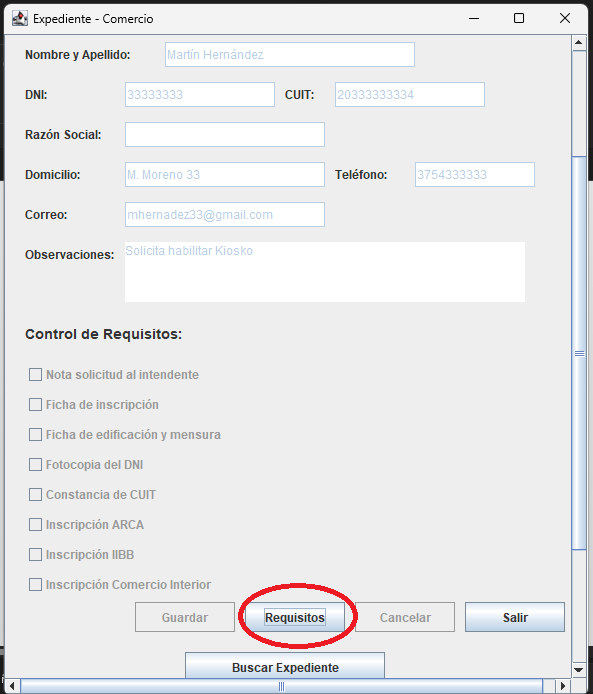 Expediente - Comercio
Nombre y Apellido: Martín Hernández
DNI: 33333333 CUIT: 20333333334
Razón Social:
Domicilio: M. Moreno 33 Teléfono: 3754333333
Correo: mhernadez33@gmail.com
Observaciones: Solicita habilitar Kiosko
Control de Requisitos:
Nota solicitud al intendente
Ficha de inscripción
Ficha de edificación y mensura
Fotocopia del DNI
Constancia de CUIT
Inscripción ARCA
Inscripción IIBB
Inscripción Comercio Interior
Guardar Requisitos Cancelar Salir
Buscar Expediente